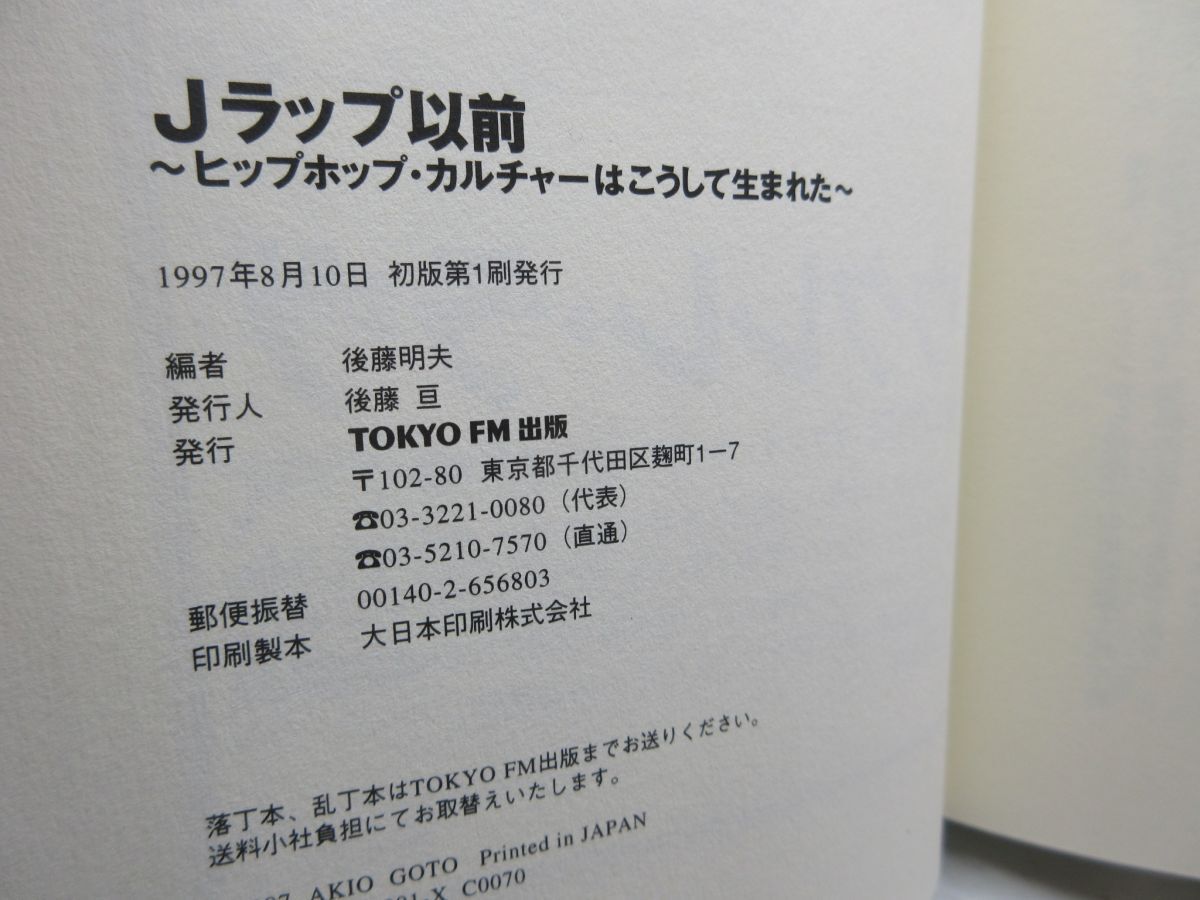 Jラップ以前
~ヒップホップ・カルチャーはこうして生まれた~
1997年8月10日 初版第1刷発行
編者 後藤明夫
発行人 後藤 亘
発行 TOKYO FM 出版
〒102-80 東京都千代田区麹町1-7
☎03-3221-0080(代表)
☎03-5210-7570(直通)
郵便振替 00140-2-656803
印刷製本 大日本印刷株式会社
落丁本、乱丁本はTOKYO FM出版までお送りください。
送料小社負担にてお取替えいたします。
AKIO GOTO Printed in JAPAN
C0070